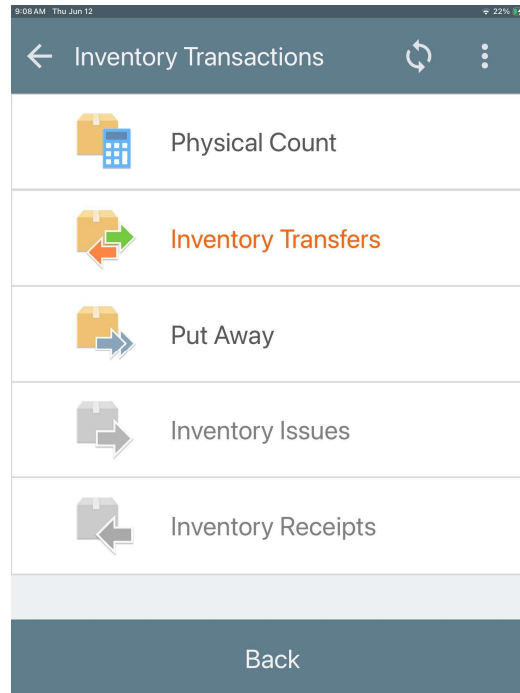 9:08 AM Thu Jun 12 22%
Inventory Transactions
Physical Count
Inventory Transfers
Put Away
Inventory Issues
Inventory Receipts
Back